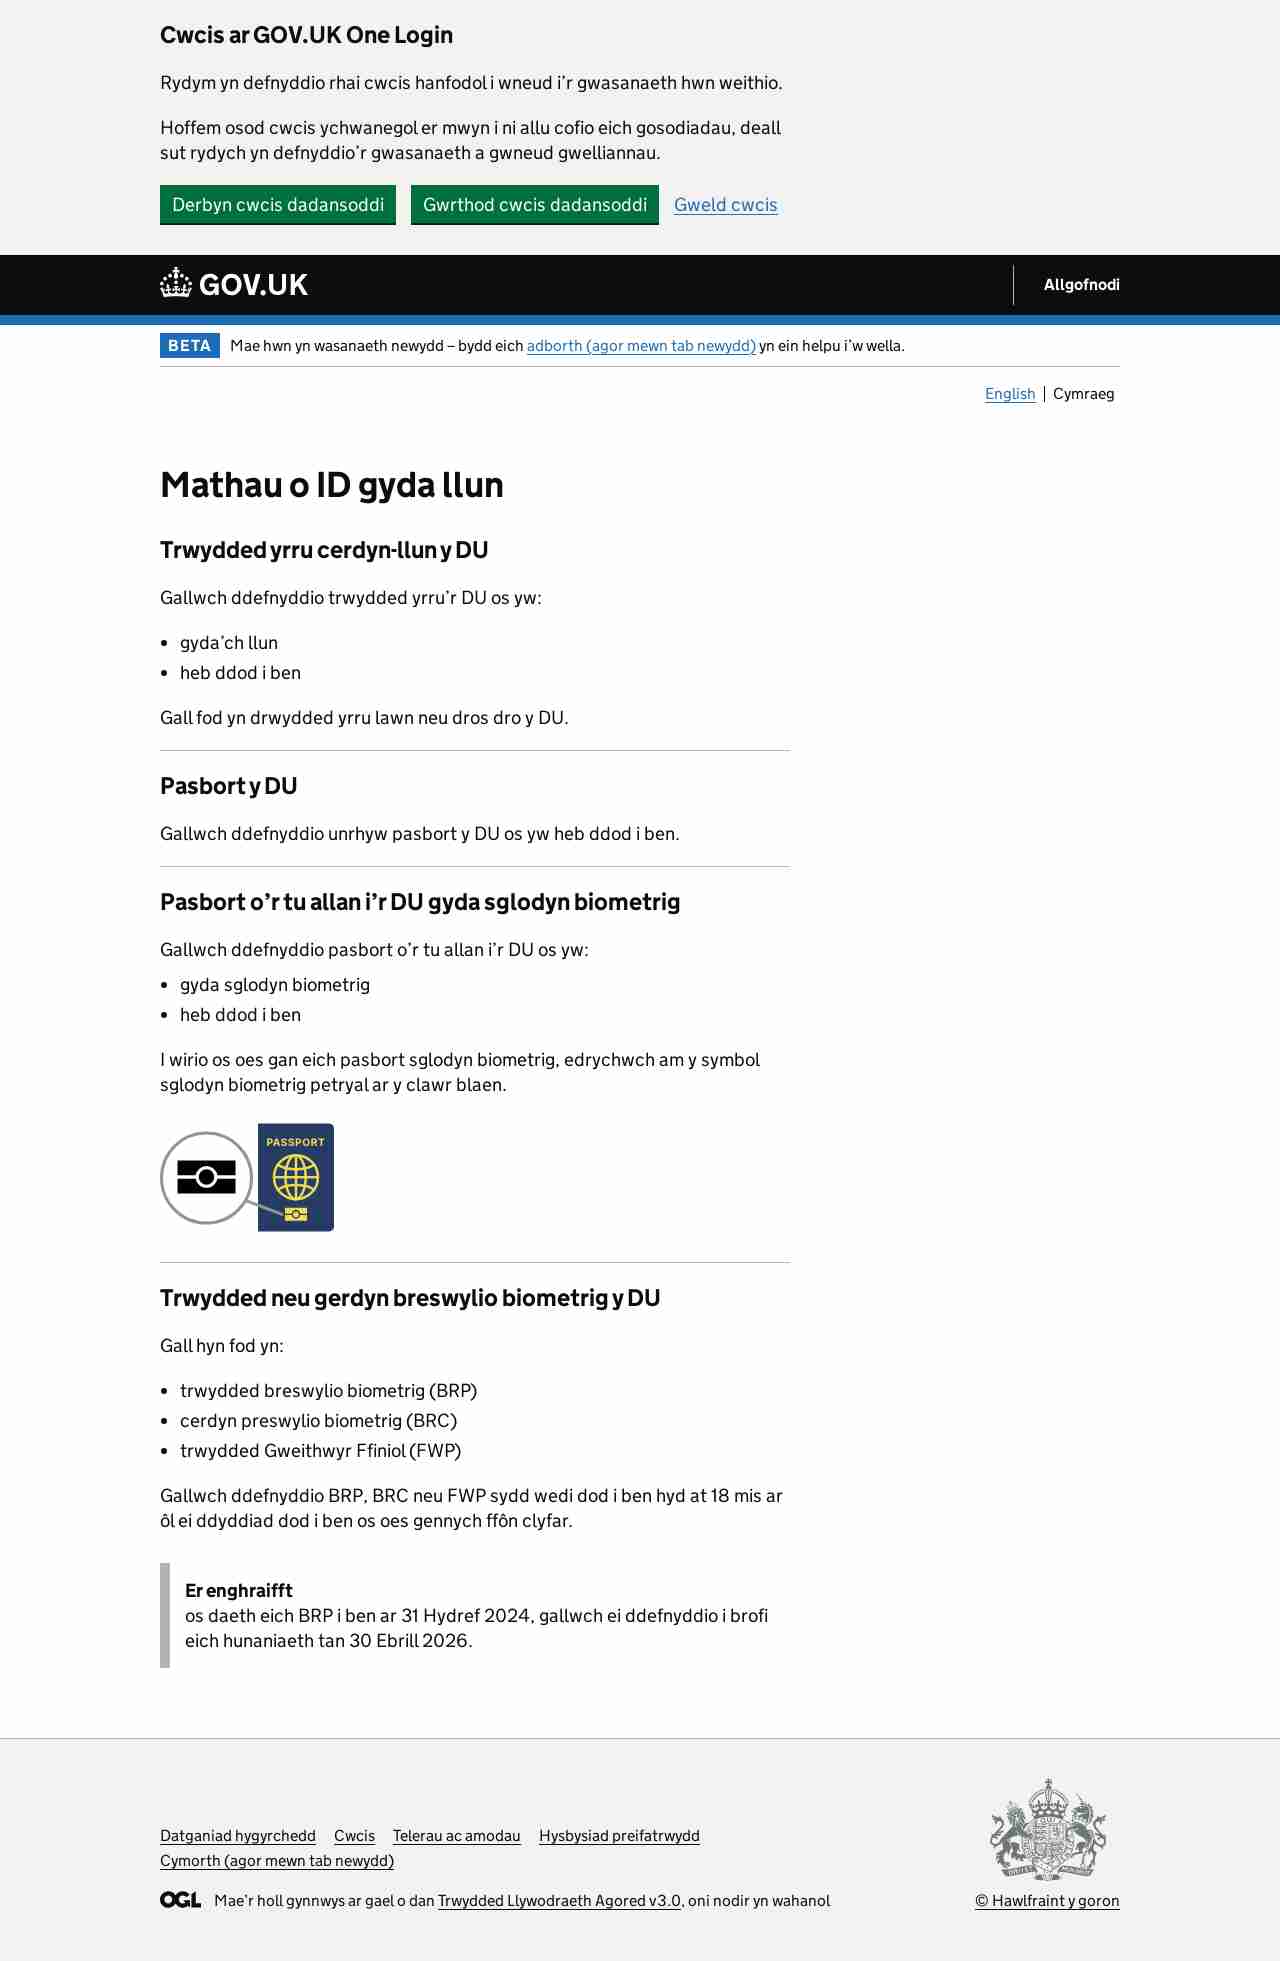 Cwcis ar GOV.UK One Login
Rydym yn defnyddio rhai cwcis hanfodol i wneud i’r gwasanaeth hwn weithio.
Hoffem osod cwcis ychwanegol er mwyn i ni allu cofio eich gosodiadau, deall
sut rydych yn defnyddio’r gwasanaeth a gwneud gwelliannau.
Derbyn cwcis dadansoddi Gwrthod cwcis dadansoddi Gweld cwcis
GOV.UK Allgofnodi
BETA Mae hwn yn wasanaeth newydd – bydd eich adborth (agor mewn tab newydd) yn ein helpu i’w wella.
English | Cymraeg
Mathau o ID gyda llun
Trwydded yrru cerdyn-llun y DU
Gallwch ddefnyddio trwydded yrru’r DU os yw:
• gyda’ch llun
• heb ddod i ben
Gall fod yn drwydded yrru lawn neu dros dro y DU.
Pasbort y DU
Gallwch ddefnyddio unrhyw pasbort y DU os yw heb ddod i ben.
Pasbort o’r tu allan i’r DU gyda sglodyn biometrig
Gallwch ddefnyddio pasbort o’r tu allan i’r DU os yw:
• gyda sglodyn biometrig
• heb ddod i ben
I wirio os oes gan eich pasbort sglodyn biometrig, edrychwch am y symbol
sglodyn biometrig petryal ar y clawr blaen.
PASSPORT
Trwydded neu gerdyn breswylio biometrig y DU
Gall hyn fod yn:
• trwydded breswylio biometrig (BRP)
• cerdyn preswylio biometrig (BRC)
• trwydded Gweithwyr Ffiniol (FWP)
Gallwch ddefnyddio BRP, BRC neu FWP sydd wedi dod i ben hyd at 18 mis ar
ôl ei ddyddiad dod i ben os oes gennych ffôn clyfar.
Er enghraifft
os daeth eich BRP i ben ar 31 Hydref 2024, gallwch ei ddefnyddio i brofi
eich hunaniaeth tan 30 Ebrill 2026.
Datganiad hygyrchedd Cwcis Telerau ac amodau Hysbysiad preifatrwydd
Cymorth (agor mewn tab newydd)
OGL Mae’r holl gynnwys ar gael o dan Trwydded Llywodraeth Agored v3.0, oni nodir yn wahanol
© Hawlfraint y goron